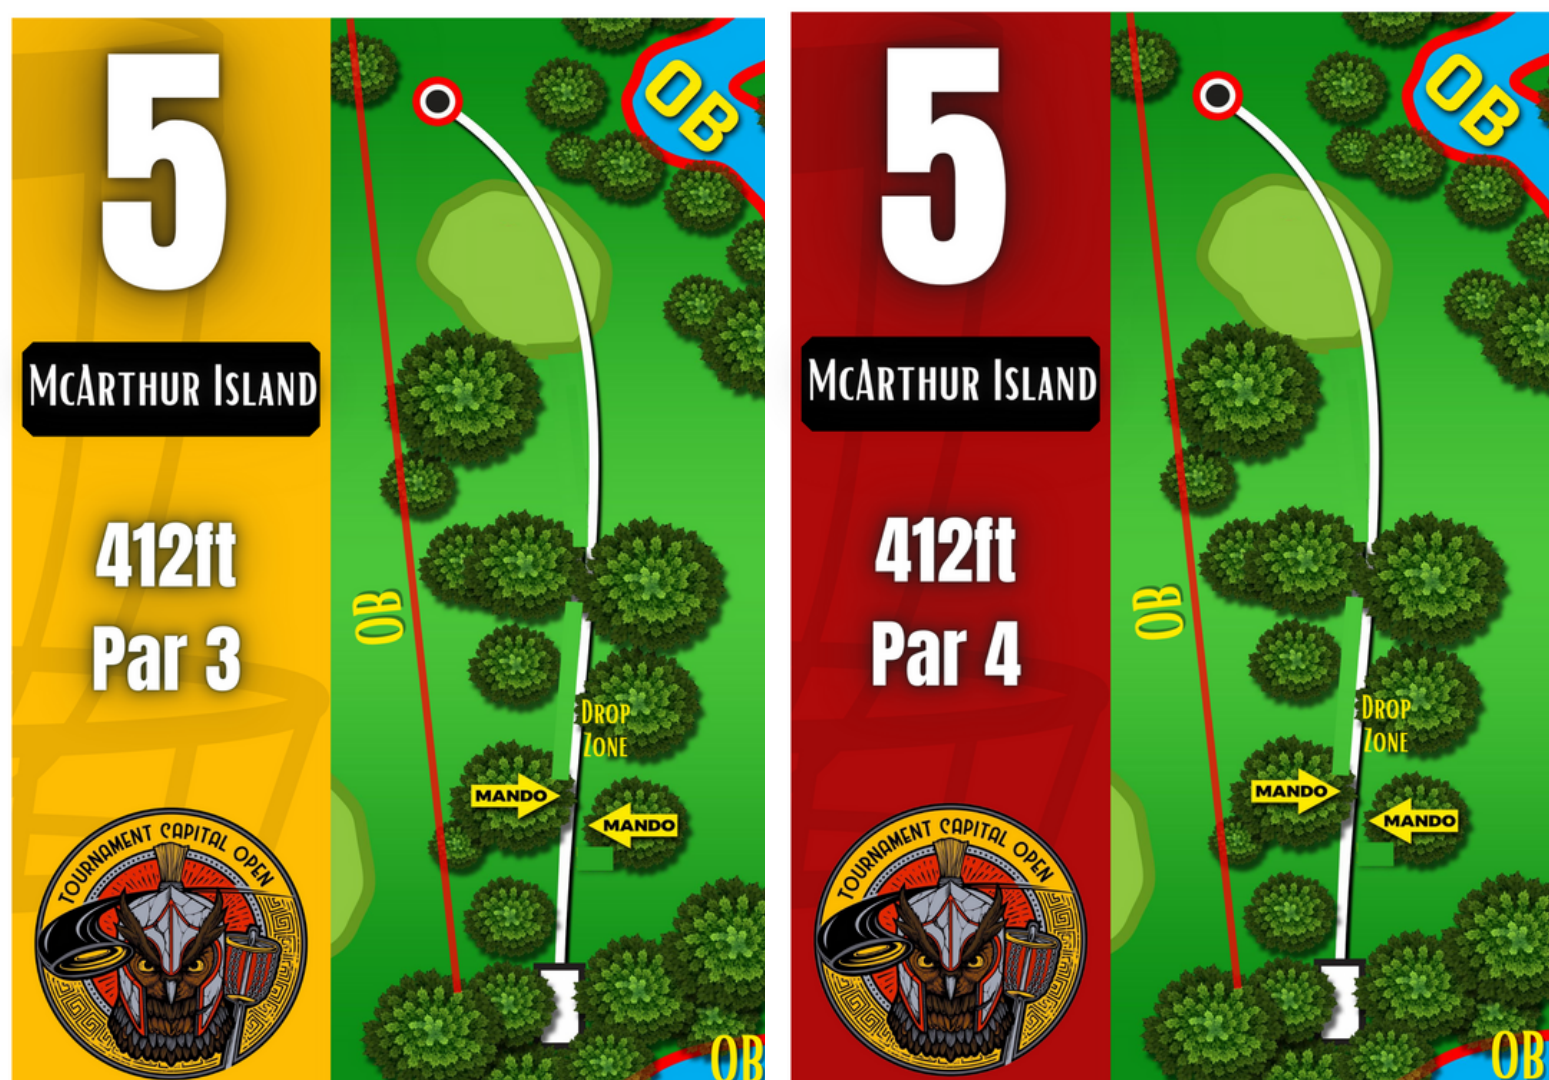 5
McArthur Island
412ft
Par 3
TOURNAMENT CAPITAL OPEN
OB
OB
DROP
ZONE
MANDO
MANDO
OB
5
McArthur Island
412ft
Par 4
TOURNAMENT CAPITAL OPEN
OB
OB
DROP
ZONE
MANDO
MANDO
OB